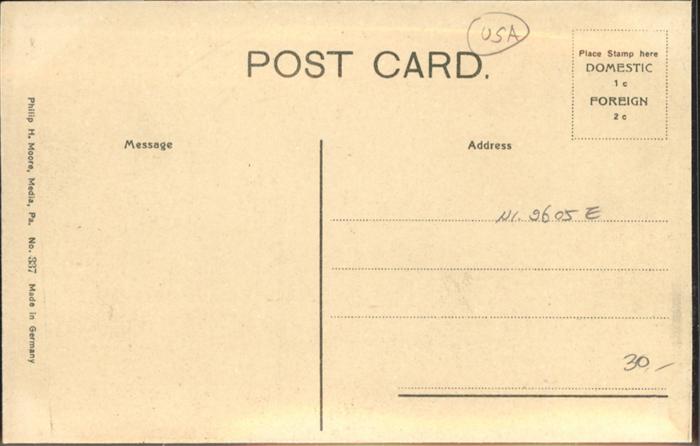 USA
POST CARD.
Place Stamp here
DOMESTIC
1 c
FOREIGN
2 c
Message
Address
Philip H. Moore, Media, Pa. No. 337 Made in Germany
N1. 9605 E
30,-